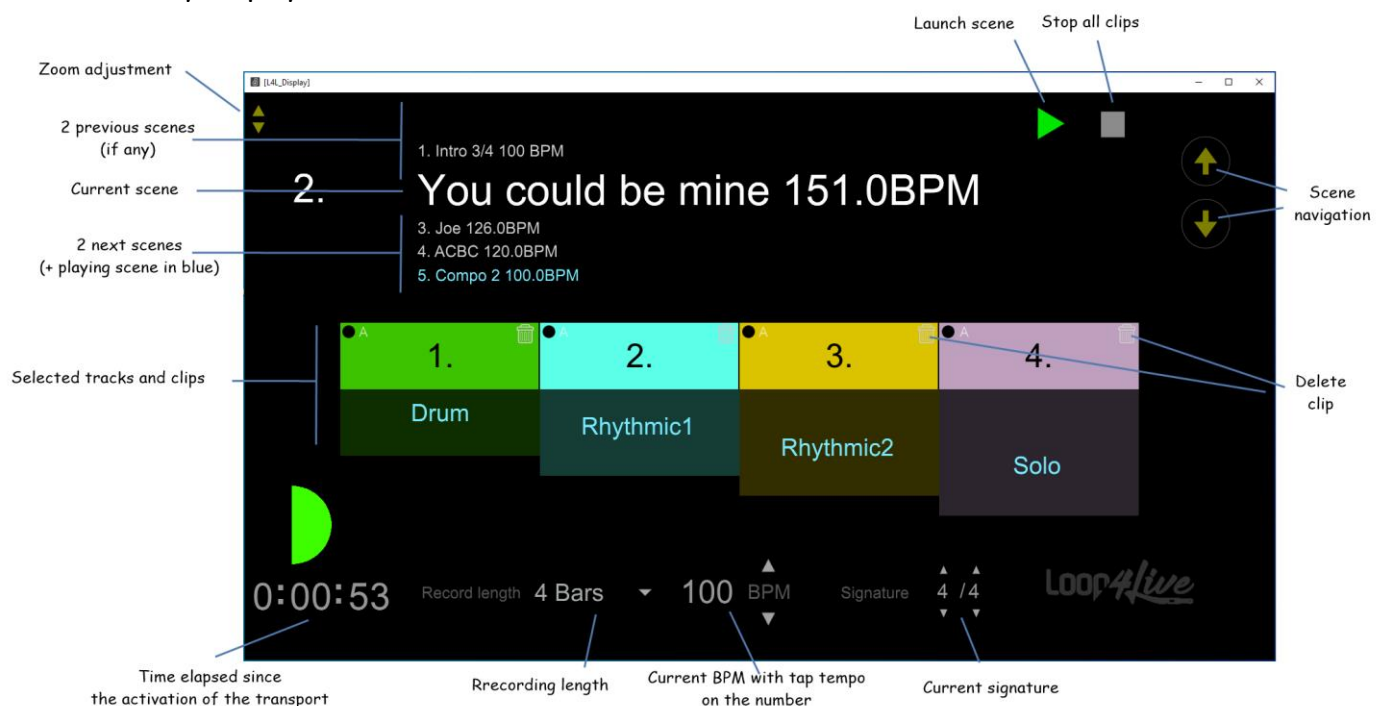 Launch scene
Stop all clips
Zoom adjustment
[L4L_Display]
2 previous scenes
(if any)
1. Intro 3/4 100 BPM
Current scene
2.
You could be mine 151.0BPM
Scene
navigation
2 next scenes
(+ playing scene in blue)
3. Joe 126.0BPM
4. ACBC 120.0BPM
5. Compo 2 100.0BPM
A
A
A
A
1.
2.
3.
4.
Selected tracks and clips
Delete
clip
Drum
Rhythmic1
Rhythmic2
Solo
0:00:53
Record length 4 Bars
100 BPM
Signature 4 /4
Loop4Live
Time elapsed since
the activation of the transport
Rrecording length
Current BPM with tap tempo
on the number
Current signature